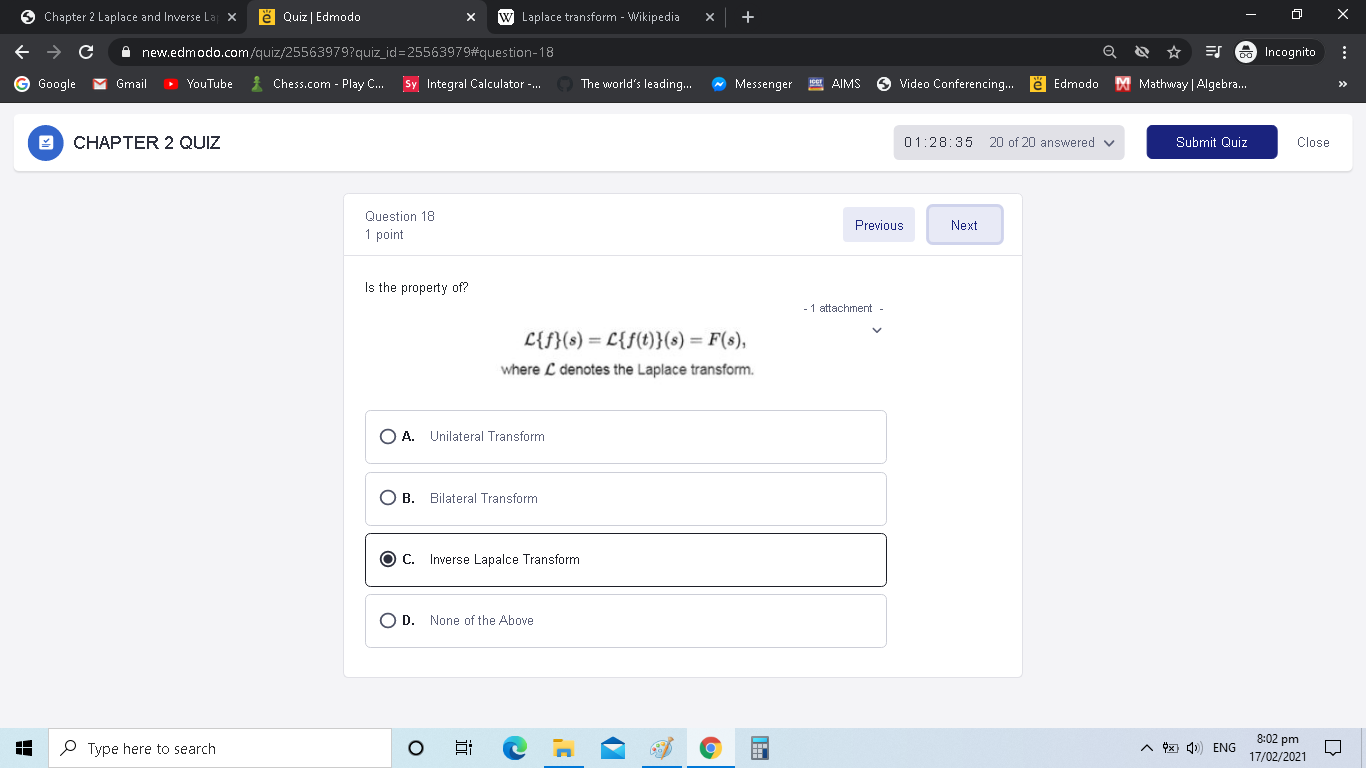 Chapter 2 Laplace and Inverse La
Quiz | Edmodo
Laplace transform - Wikipedia
new.edmodo.com/quiz/25563979?quiz_id=25563979#question-18
Incognito
Google
Gmail
YouTube
Chess.com - Play C...
Sy Integral Calculator -...
The world's leading...
Messenger
AIMS
Video Conferencing...
Edmodo
Mathway | Algebra...
»
CHAPTER 2 QUIZ
01:28:35 20 of 20 answered
Submit Quiz
Close
Question 18
1 point
Previous
Next
Is the property of?
- 1 attachment -
ℒ{f}(s) = ℒ{f(t)}(s) = F(s),
where ℒ denotes the Laplace transform.
A. Unilateral Transform
B. Bilateral Transform
C. Inverse Lapalce Transform
D. None of the Above
Type here to search
ENG
8:02 pm
17/02/2021